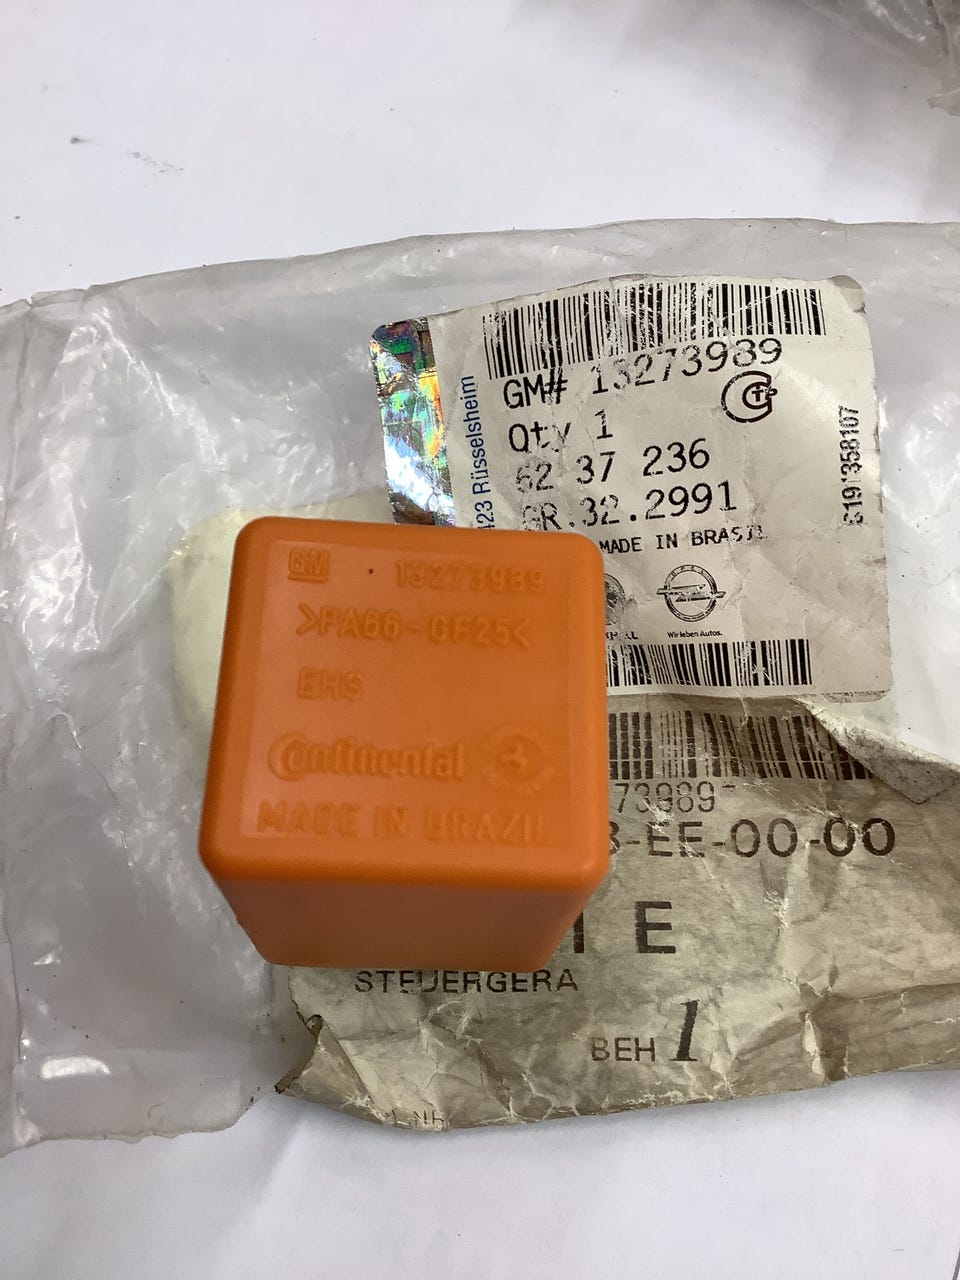 GM# 13273989
Qty 1
62 37 236
GR.32.2991
MADE IN BRASIL
Rüsselsheim
OPEL
Wir leben Autos.
GM 13273989
>PA66-GF25<
EHS
Continental
MADE IN BRAZIL
73989
-EE-00-00
E
STEUERGERA
BEH 1